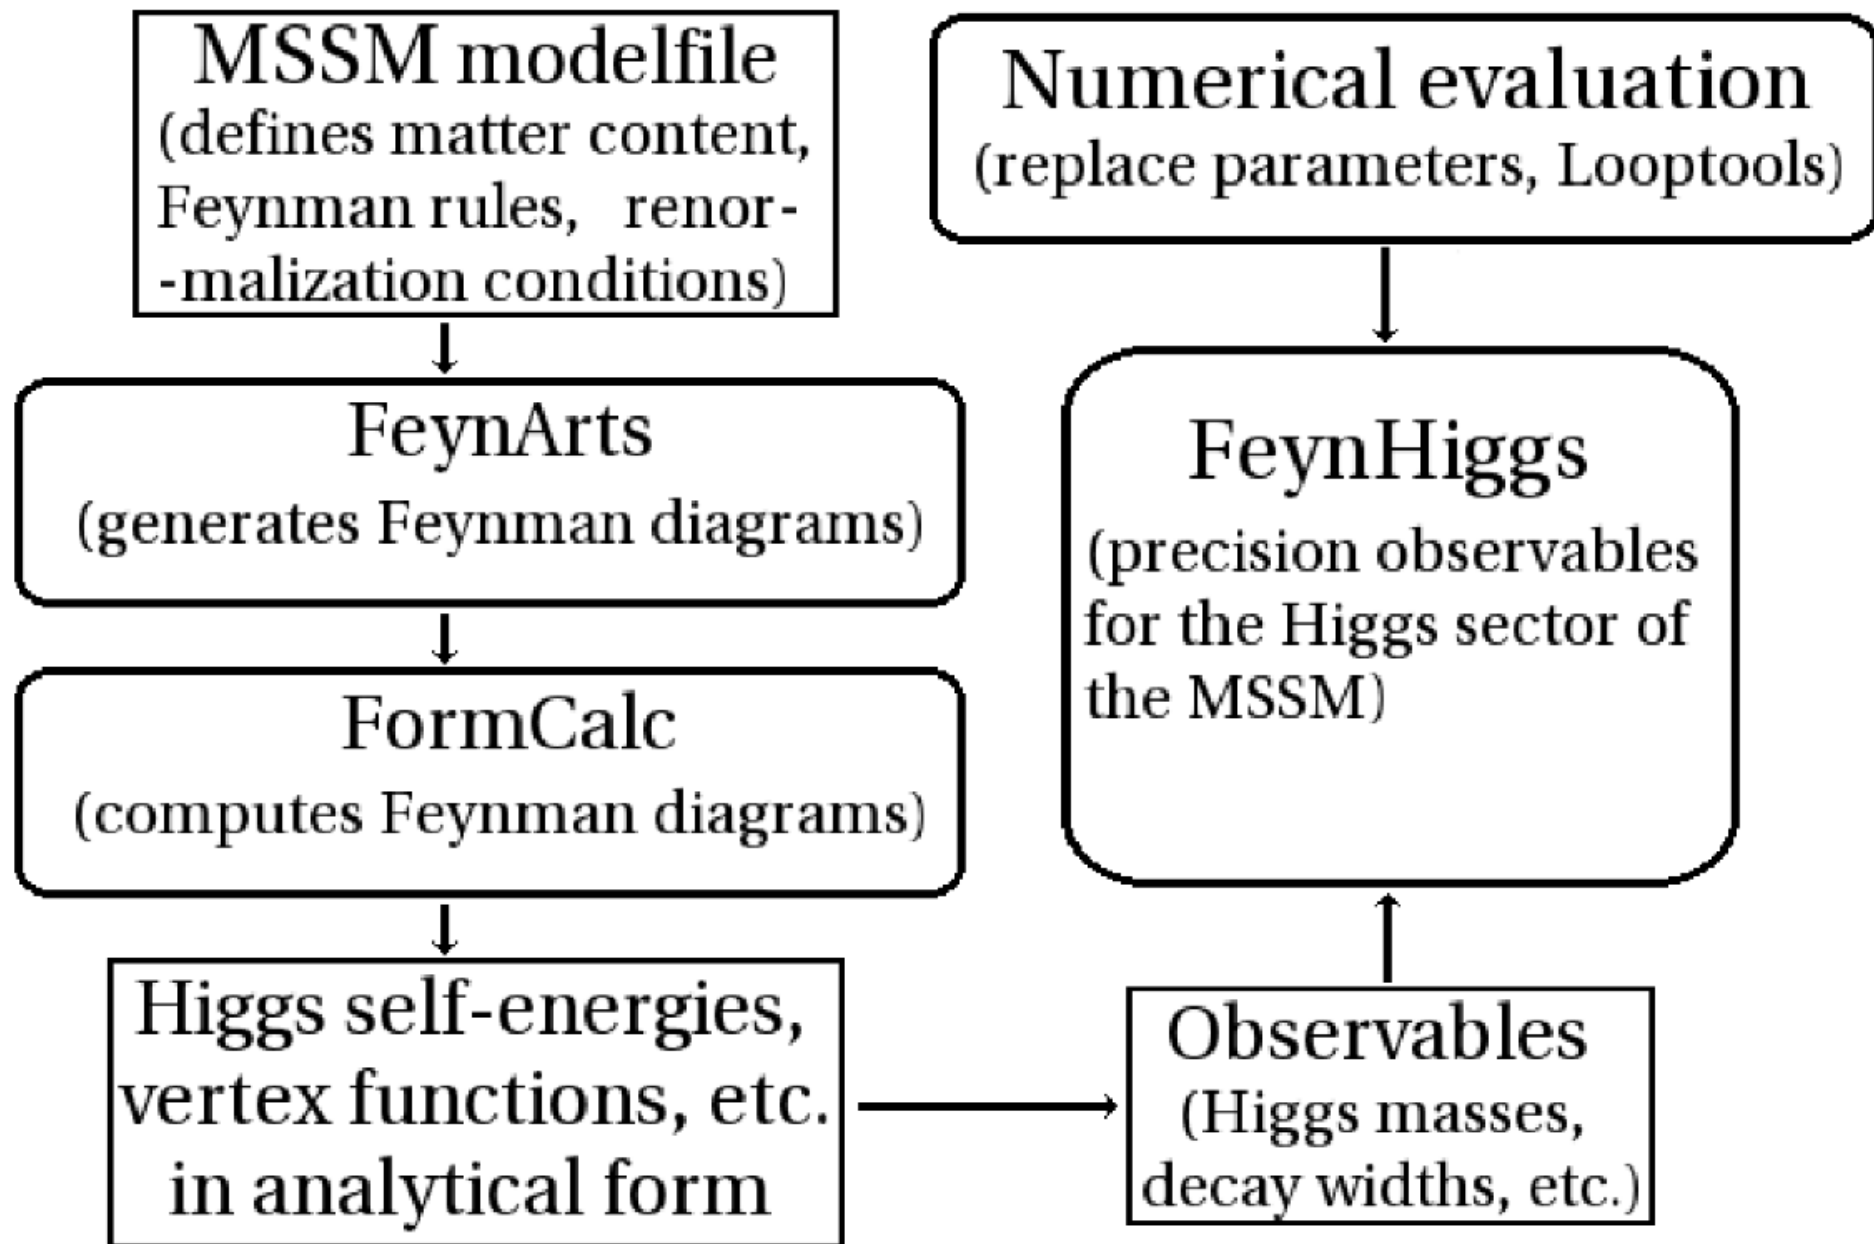 MSSM modelfile
(defines matter content,
Feynman rules, renor-
-malization conditions)
FeynArts
(generates Feynman diagrams)
FormCalc
(computes Feynman diagrams)
Higgs self-energies,
vertex functions, etc.
in analytical form
Numerical evaluation
(replace parameters, Looptools)
FeynHiggs
(precision observables
for the Higgs sector of
the MSSM)
Observables
(Higgs masses,
decay widths, etc.)